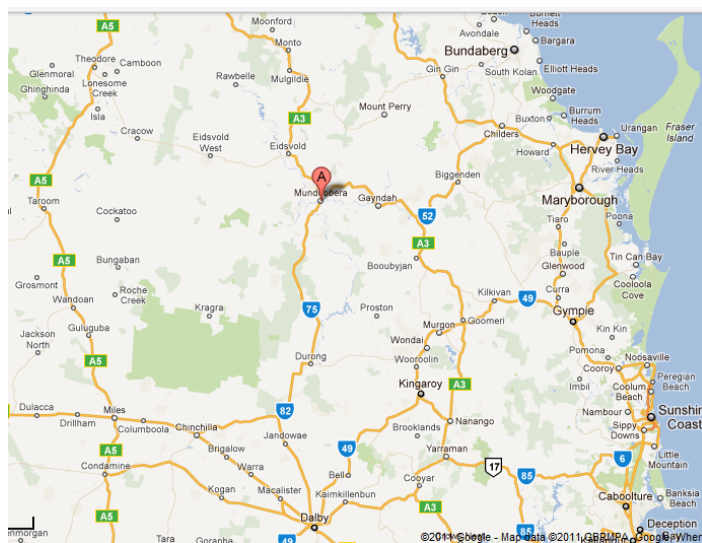 Moonford
A5
Monto
Avondale
Burnett
Heads
Bargara
Bundaberg
Theodore
Camboon
Glenmoral
Lonesome
Creek
Rawbelle
Mulgildie
Gin Gin
South Kolan
Elliott Heads
Ghinghinda
Isla
Woodgate
Mount Perry
A3
Buxton
Burrum
Heads
Cracow
Eidsvold
West
Eidsvold
Childers
Howard
Urangan
Fraser
Island
Hervey Bay
A
River Heads
A5
Mundubbera
Biggenden
Maryborough
Taroom
Gayndah
Cockatoo
52
Tiaro
Poona
A3
Bauple
A5
Bungaban
Booubyjan
Tin Can Bay
Glenwood
Grosmont
Cooloola
Cove
Roche
Creek
Wandoan
Kilkivan
49
Curra
75
Kragra
Proston
Gympie
Guluguba
Murgon
Goomeri
Kin Kin
Jackson
North
Wondai
Pomona
Noosaville
A5
Durong
Wooroolin
Cooroy
Peregian
Beach
Kingaroy
A3
Imbil
Coolum
Beach
Dulacca
Miles
82
Nambour
Sunshine
Coast
Drillham
Columboola
Chinchilla
Nanango
Sippy
Downs
Jandowae
Brooklands
A5
49
Little
Mountain
Brigalow
Yarraman
6
Condamine
Warra
Bell
17
85
Kogan
Macalister
Cooyar
Caboolture
Banksia
Beach
Kaimkillenbun
A3
A5
Dalby
85
Deception
Bay
49
©2011 Google - Map data ©2011 GBRMPA, Google, Wher